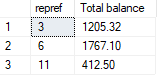 repref Total balance
1 3 1205.32
2 6 1767.10
3 11 412.50